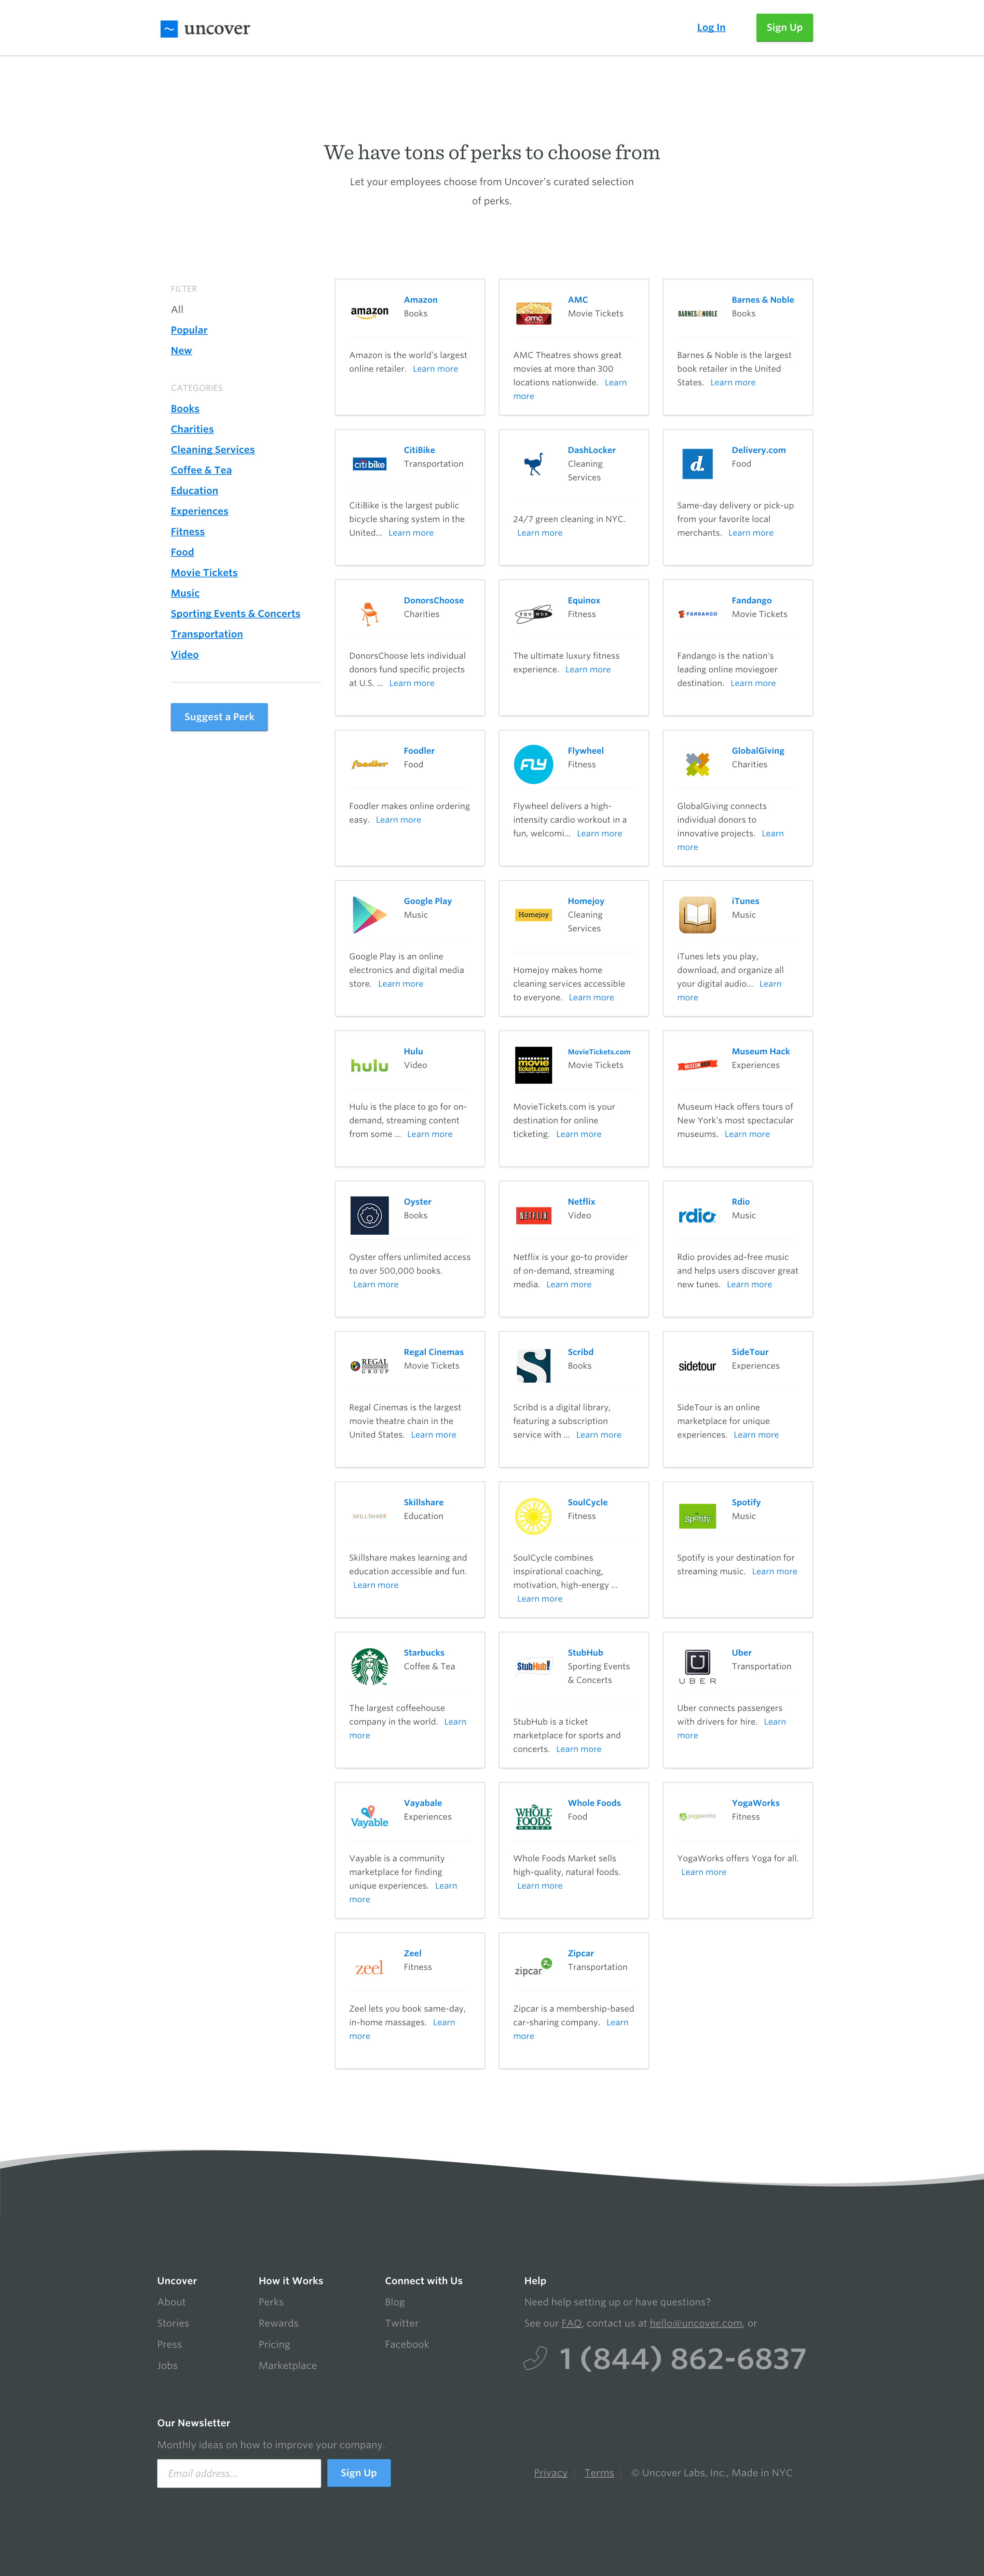 uncover
Log In
Sign Up
We have tons of perks to choose from
Let your employees choose from Uncover's curated selection
of perks.
FILTER
All
Popular
New
CATEGORIES
Books
Charities
Cleaning Services
Coffee & Tea
Education
Experiences
Fitness
Food
Movie Tickets
Music
Sporting Events & Concerts
Transportation
Video
Suggest a Perk
amazon
Amazon
Books
Amazon is the world's largest
online retailer. Learn more
amc
AMC
Movie Tickets
AMC Theatres shows great
movies at more than 300
locations nationwide. Learn
more
BARNES & NOBLE
Barnes & Noble
Books
Barnes & Noble is the largest
book retailer in the United
States. Learn more
citi bike
CitiBike
Transportation
CitiBike is the largest public
bicycle sharing system in the
United... Learn more
DashLocker
Cleaning
Services
24/7 green cleaning in NYC.
Learn more
d.
Delivery.com
Food
Same-day delivery or pick-up
from your favorite local
merchants. Learn more
DonorsChoose
Charities
DonorsChoose lets individual
donors fund specific projects
at U.S. ... Learn more
EQUINOX
Equinox
Fitness
The ultimate luxury fitness
experience. Learn more
FANDANGO
Fandango
Movie Tickets
Fandango is the nation's
leading online moviegoer
destination. Learn more
foodler
Foodler
Food
Foodler makes online ordering
easy. Learn more
FLY
Flywheel
Fitness
Flywheel delivers a high-
intensity cardio workout in a
fun, welcomi... Learn more
GlobalGiving
Charities
GlobalGiving connects
individual donors to
innovative projects. Learn
more
Google Play
Music
Google Play is an online
electronics and digital media
store. Learn more
Homejoy
Homejoy
Cleaning
Services
Homejoy makes home
cleaning services accessible
to everyone. Learn more
iTunes
Music
iTunes lets you play,
download, and organize all
your digital audio... Learn
more
hulu
Hulu
Video
Hulu is the place to go for on-
demand, streaming content
from some ... Learn more
movie
tickets.com
MovieTickets.com
Movie Tickets
MovieTickets.com is your
destination for online
ticketing. Learn more
MUSEUM HACK
Museum Hack
Experiences
Museum Hack offers tours of
New York's most spectacular
museums. Learn more
Oyster
Books
Oyster offers unlimited access
to over 500,000 books.
Learn more
NETFLIX
Netflix
Video
Netflix is your go-to provider
of on-demand, streaming
media. Learn more
rdio
Rdio
Music
Rdio provides ad-free music
and helps users discover great
new tunes. Learn more
REGAL
GROUP
Regal Cinemas
Movie Tickets
Regal Cinemas is the largest
movie theatre chain in the
United States. Learn more
Scribd
Books
Scribd is a digital library,
featuring a subscription
service with ... Learn more
sidetour
SideTour
Experiences
SideTour is an online
marketplace for unique
experiences. Learn more
SKILLSHARE
Skillshare
Education
Skillshare makes learning and
education accessible and fun.
Learn more
SoulCycle
Fitness
SoulCycle combines
inspirational coaching,
motivation, high-energy ...
Learn more
Spotify
Spotify
Music
Spotify is your destination for
streaming music. Learn more
Starbucks
Coffee & Tea
The largest coffeehouse
company in the world. Learn
more
StubHub!
StubHub
Sporting Events
& Concerts
StubHub is a ticket
marketplace for sports and
concerts. Learn more
U
UBER
Uber
Transportation
Uber connects passengers
with drivers for hire. Learn
more
Vayable
Vayabale
Experiences
Vayable is a community
marketplace for finding
unique experiences. Learn
more
WHOLE
FOODS
MARKET
Whole Foods
Food
Whole Foods Market sells
high-quality, natural foods.
Learn more
yogaworks
YogaWorks
Fitness
YogaWorks offers Yoga for all.
Learn more
zeel
Zeel
Fitness
Zeel lets you book same-day,
in-home massages. Learn
more
zipcar
Zipcar
Transportation
Zipcar is a membership-based
car-sharing company. Learn
more
Uncover
About
Stories
Press
Jobs
How it Works
Perks
Rewards
Pricing
Marketplace
Connect with Us
Blog
Twitter
Facebook
Help
Need help setting up or have questions?
See our FAQ, contact us at hello@uncover.com, or
1 (844) 862-6837
Our Newsletter
Monthly ideas on how to improve your company.
Email address...
Sign Up
Privacy
Terms
© Uncover Labs, Inc., Made in NYC